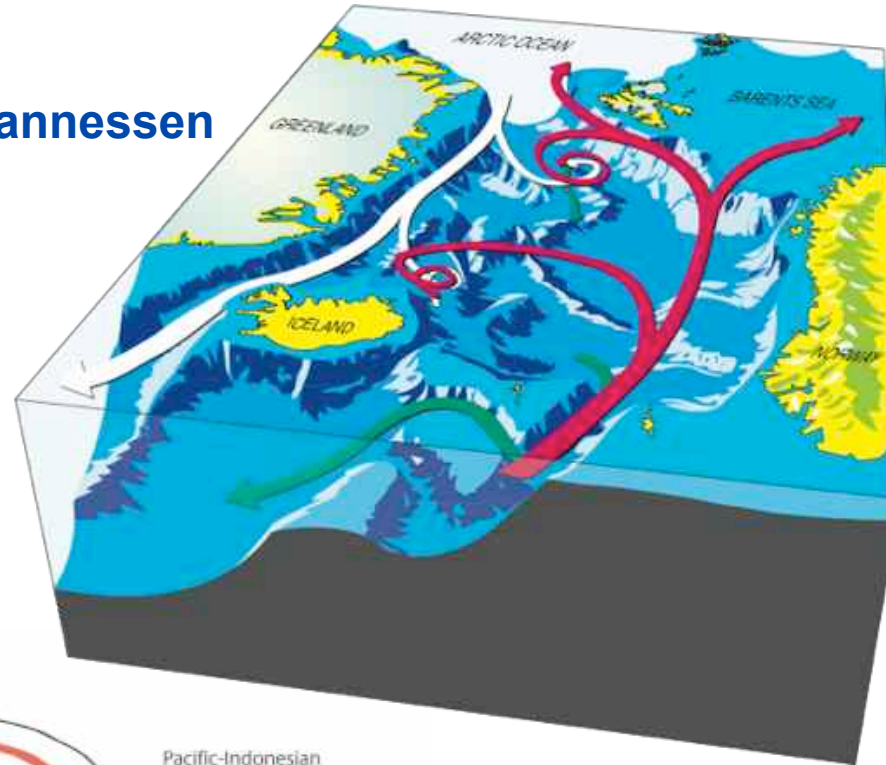 ARCTIC OCEAN
annessen
BARENTS SEA
GREENLAND
ICELAND
NORWAY
Pacific-Indonesian